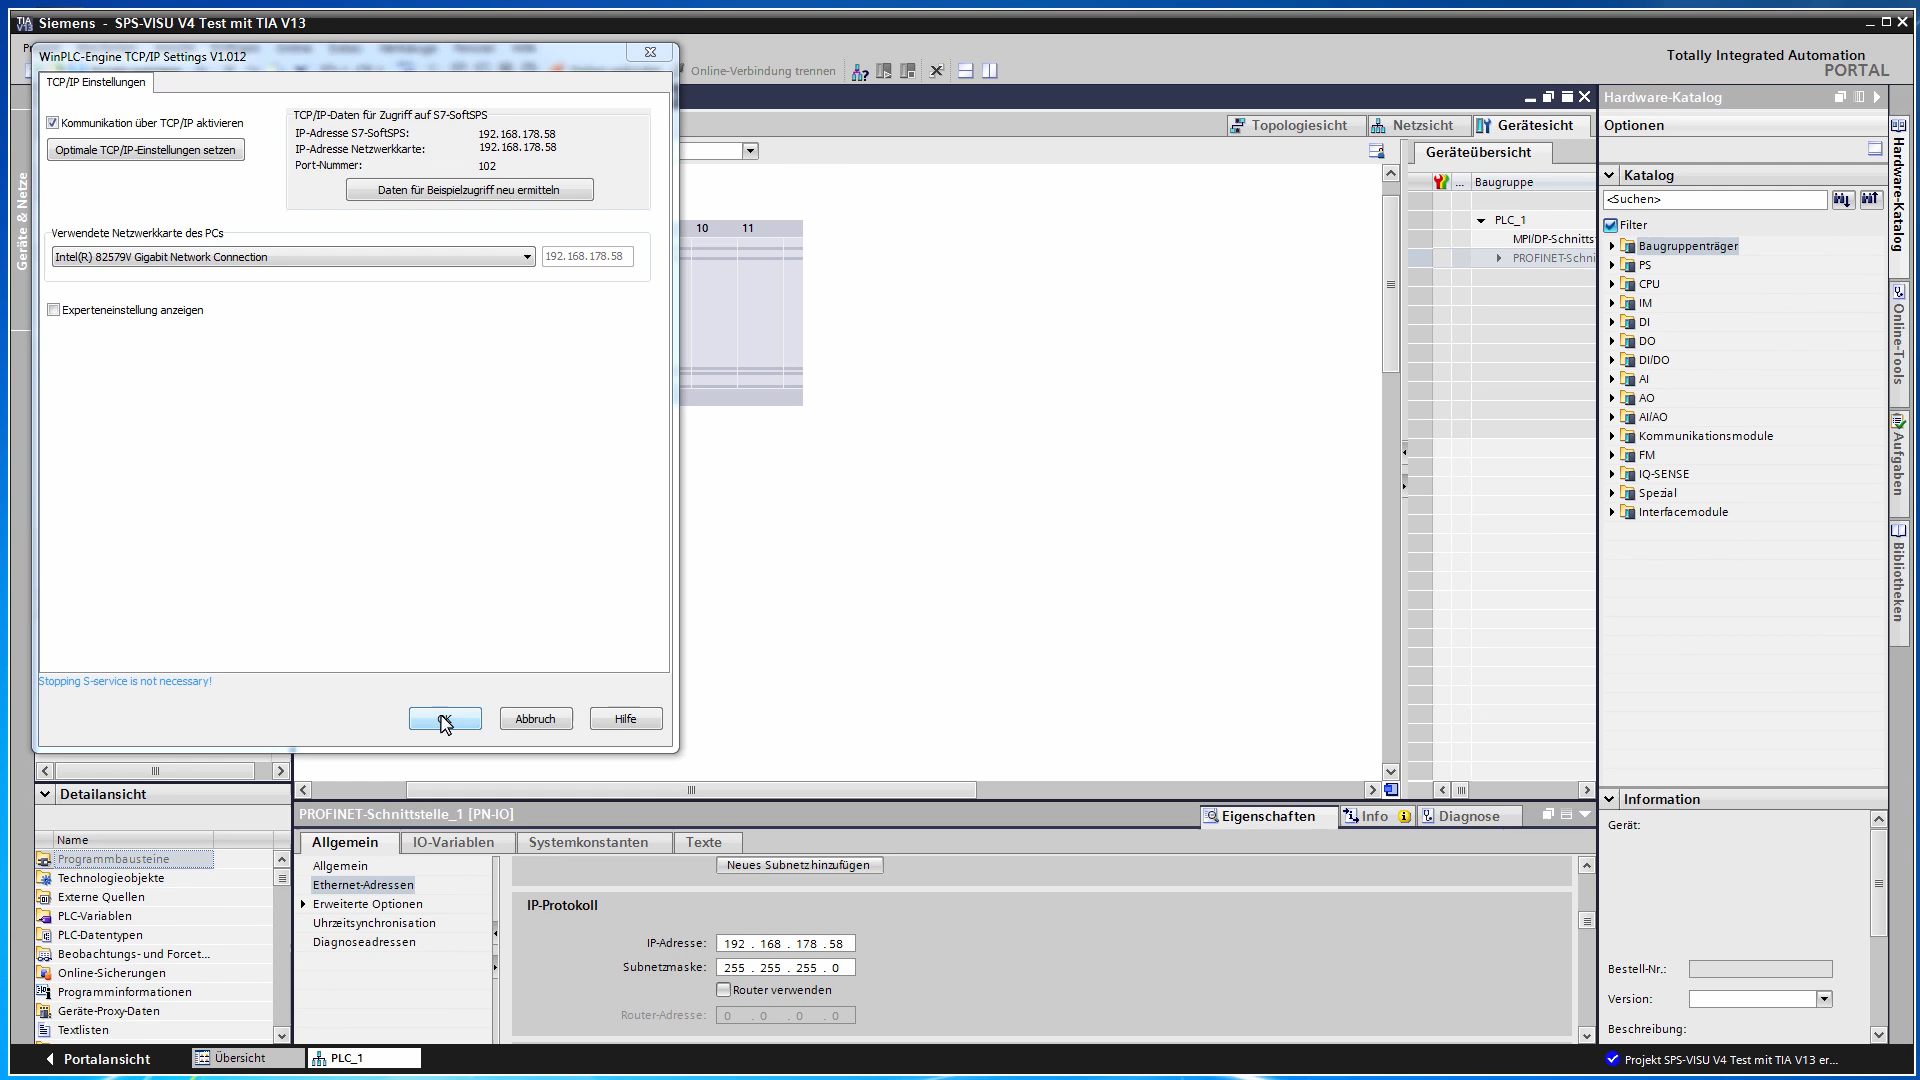 Siemens - SPS-VISU V4 Test mit TIA V13
Totally Integrated Automation
PORTAL
WinPLC-Engine TCP/IP Settings V1.012
TCP/IP Einstellungen
Kommunikation über TCP/IP aktivieren
Optimale TCP/IP-Einstellungen setzen
TCP/IP-Daten für Zugriff auf S7-SoftSPS
IP-Adresse S7-SoftSPS: 192.168.178.58
IP-Adresse Netzwerkkarte: 192.168.178.58
Port-Nummer: 102
Daten für Beispielzugriff neu ermitteln
Verwendete Netzwerkkarte des PCs
Intel(R) 82579V Gigabit Network Connection 192.168.178.58
Experteneinstellung anzeigen
Stopping S-service is not necessary!
OK Abbruch Hilfe
Online-Verbindung trennen
Topologiesicht Netzsicht Gerätesicht
Geräte & Netze
10 11
Geräteübersicht
... Baugruppe
PLC_1
MPI/DP-Schnitts
PROFINET-Schni
Hardware-Katalog
Optionen
Katalog
<Suchen>
Filter
Baugruppenträger
PS
CPU
IM
DI
DO
DI/DO
AI
AO
AI/AO
Kommunikationsmodule
FM
IQ-SENSE
Spezial
Interfacemodule
Hardware-Katalog
Online-Tools
Aufgaben
Bibliotheken
Information
Gerät:
Bestell-Nr.:
Version:
Beschreibung:
Detailansicht
Name
Programmbausteine
Technologieobjekte
Externe Quellen
PLC-Variablen
PLC-Datentypen
Beobachtungs- und Forcet...
Online-Sicherungen
Programminformationen
Geräte-Proxy-Daten
Textlisten
PROFINET-Schnittstelle_1 [PN-IO]
Eigenschaften Info Diagnose
Allgemein IO-Variablen Systemkonstanten Texte
Allgemein
Ethernet-Adressen
Erweiterte Optionen
Uhrzeitsynchronisation
Diagnoseadressen
Neues Subnetz hinzufügen
IP-Protokoll
IP-Adresse: 192 . 168 . 178 . 58
Subnetzmaske: 255 . 255 . 255 . 0
Router verwenden
Router-Adresse: 0 . 0 . 0 . 0
Portalansicht Übersicht PLC_1
Projekt SPS-VISU V4 Test mit TIA V13 er...